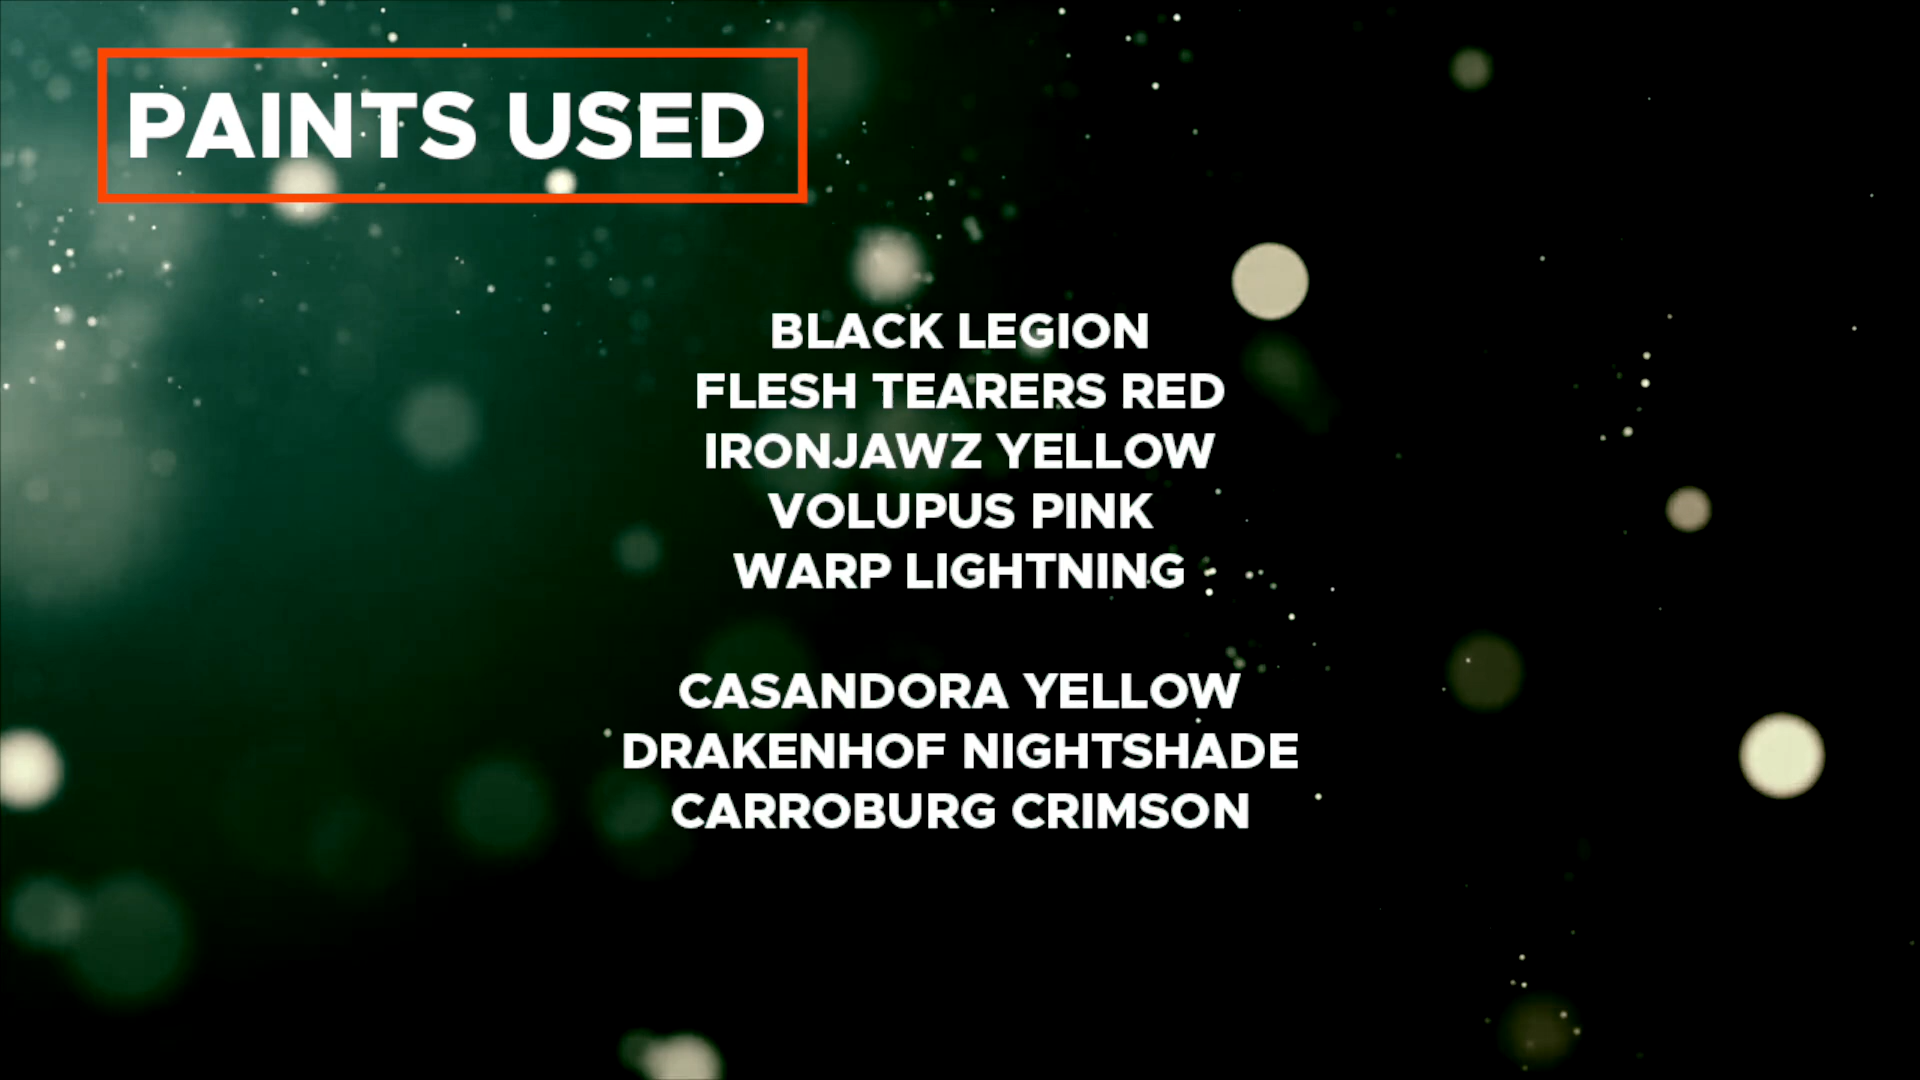 PAINTS USED
BLACK LEGION
FLESH TEARERS RED
IRONJAWZ YELLOW
VOLUPUS PINK
WARP LIGHTNING
CASANDORA YELLOW
DRAKENHOF NIGHTSHADE
CARROBURG CRIMSON